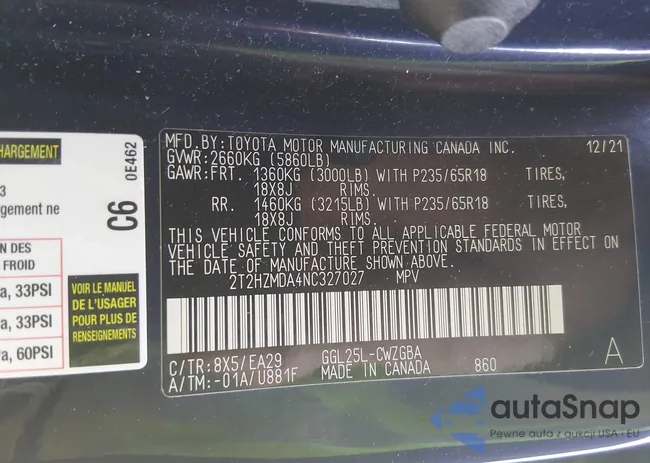 HARGEMENT
3
rgement ne
C6
0E462
N DES
FROID
a, 33PSI
a, 33PSI
a, 60PSI
VOIR LE MANUEL
DE L'USAGER
POUR PLUS DE
RENSEIGNEMENTS
MFD.BY:TOYOTA MOTOR MANUFACTURING CANADA INC. 12/21
GVWR:2660KG (5860LB)
GAWR:FRT. 1360KG (3000LB) WITH P235/65R18 TIRES,
18X8J RIMS.
RR. 1460KG (3215LB) WITH P235/65R18 TIRES,
18X8J RIMS.
THIS VEHICLE CONFORMS TO ALL APPLICABLE FEDERAL MOTOR
VEHICLE SAFETY AND THEFT PREVENTION STANDARDS IN EFFECT ON
THE DATE OF MANUFACTURE SHOWN ABOVE.
2T2HZMDA4NC327027 MPV
C/TR:8X5/EA29 GGL25L-CWZGBA
A/TM:-01A/U881F MADE IN CANADA 860
A
autaSnap
Pewne auta z aukcji USA i EU